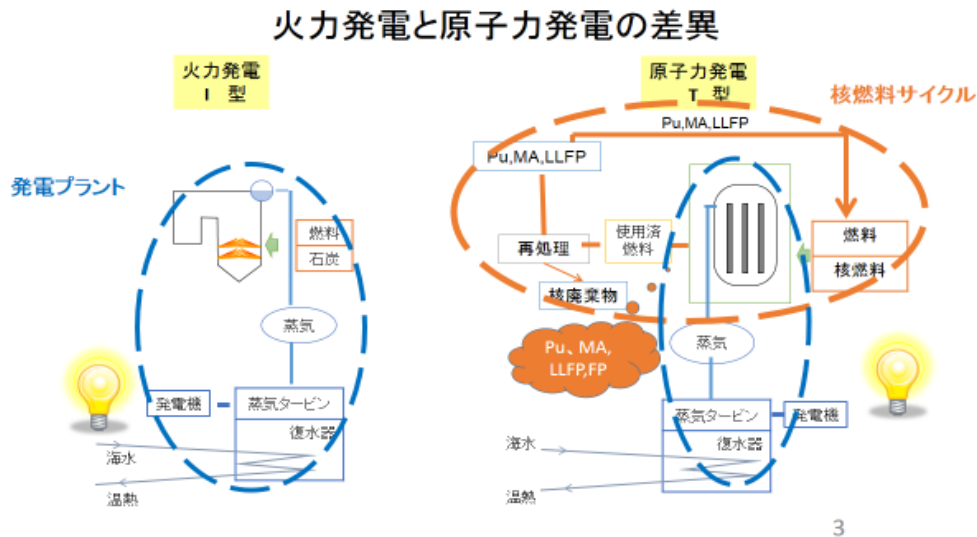 火力発電と原子力発電の差異
火力発電
I 型
原子力発電
T 型
核燃料サイクル
Pu,MA,LLFP
Pu,MA,LLFP
発電プラント
燃料
石炭
使用済
燃料
再処理
燃料
核燃料
核廃棄物
蒸気
蒸気
Pu、MA,
LLFP,FP
発電機
蒸気タービン
復水器
海水
温熱
蒸気タービン
発電機
復水器
海水
温熱
3